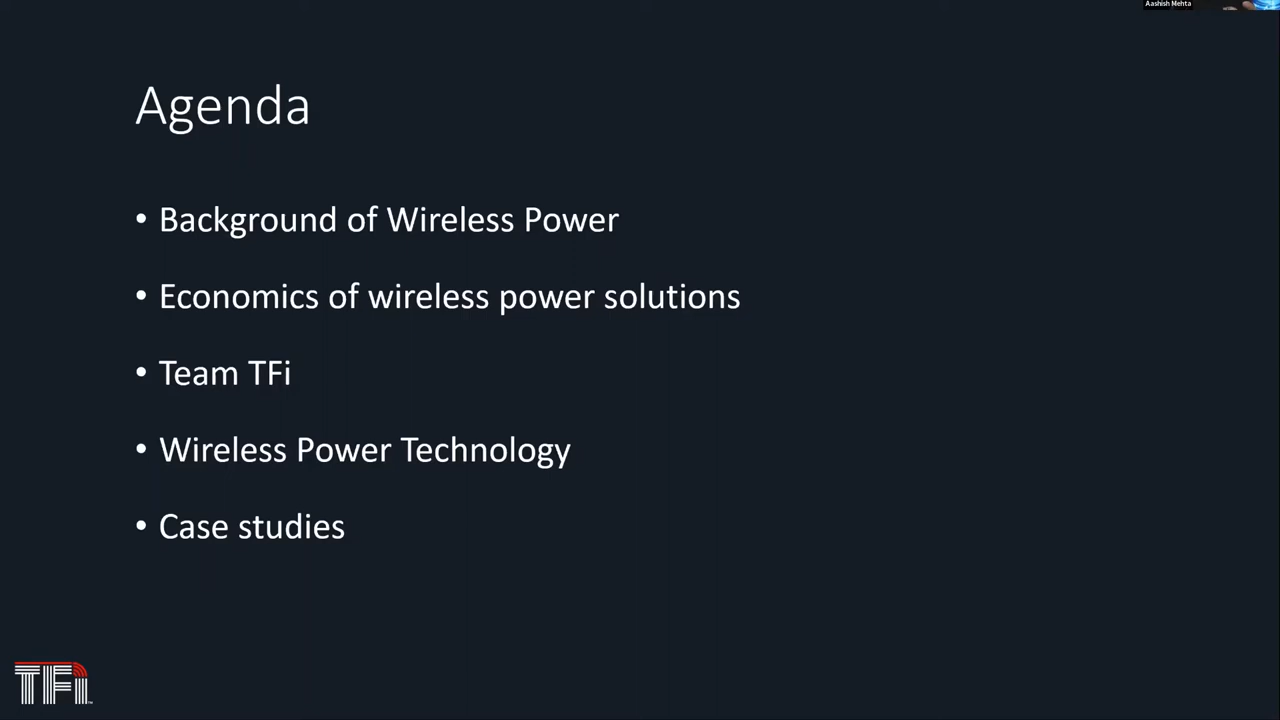 Aashish Mehta
Agenda
• Background of Wireless Power
• Economics of wireless power solutions
• Team TFi
• Wireless Power Technology
• Case studies
TFi